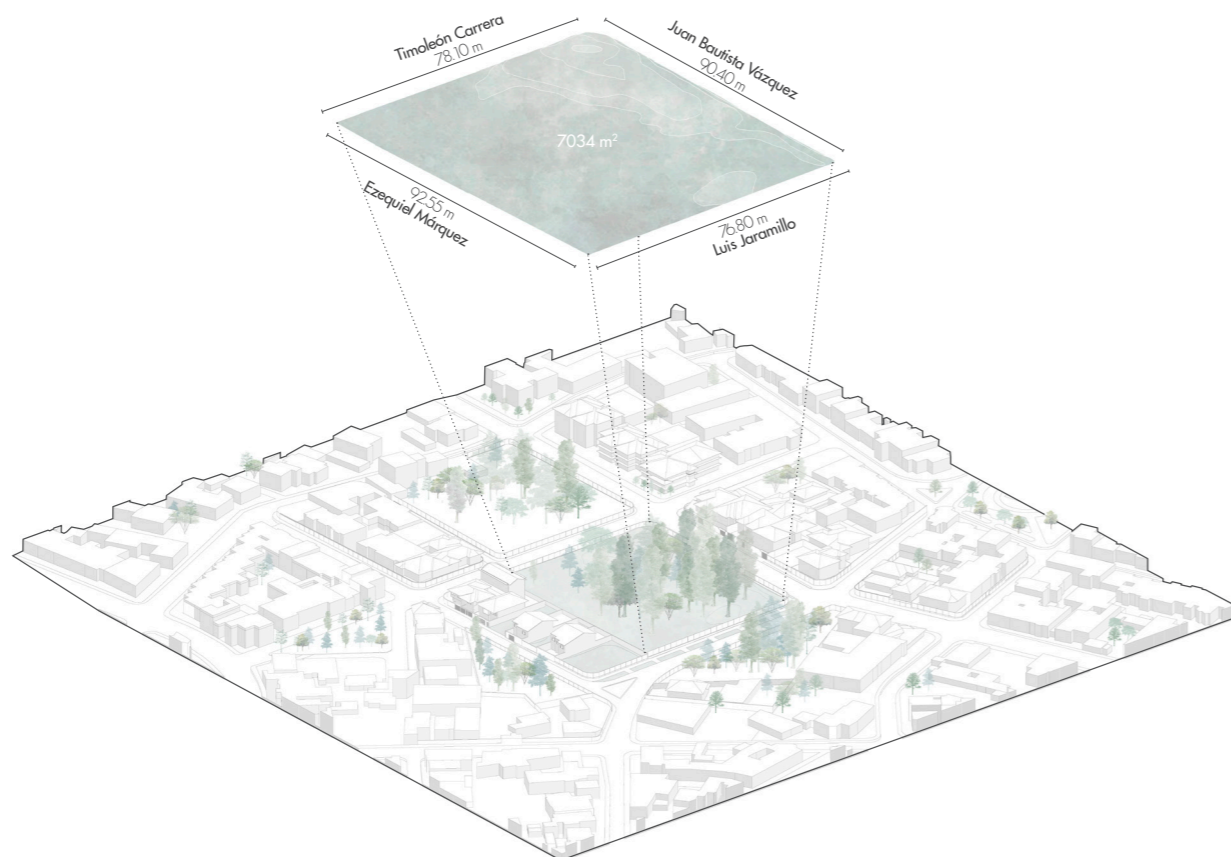 Timoleón Carrera
78.10 m
Juan Bautista Vázquez
90.40 m
7034 m²
92.55 m
Ezequiel Márquez
76.80 m
Luis Jaramillo